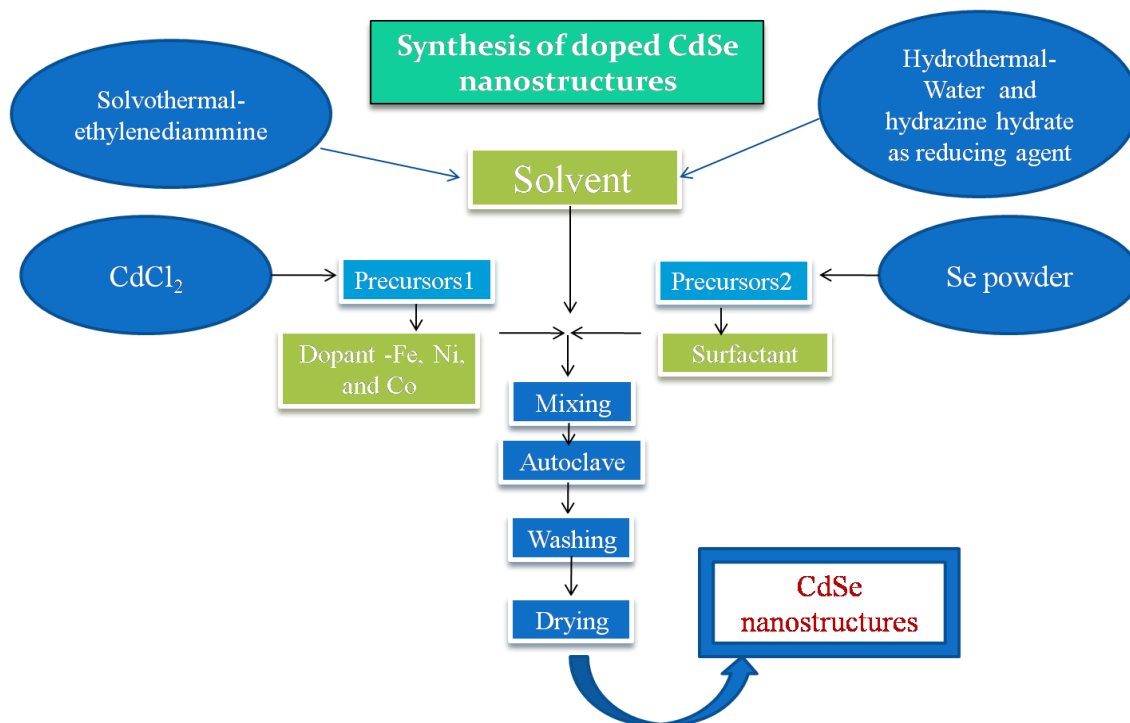 Synthesis of doped CdSe
nanostructures
Solvothermal-
ethylenediammine
Hydrothermal-
Water and
hydrazine hydrate
as reducing agent
Solvent
CdCl₂
Precursors1
Precursors2
Se powder
Dopant -Fe, Ni,
and Co
Surfactant
Mixing
Autoclave
Washing
Drying
CdSe
nanostructures